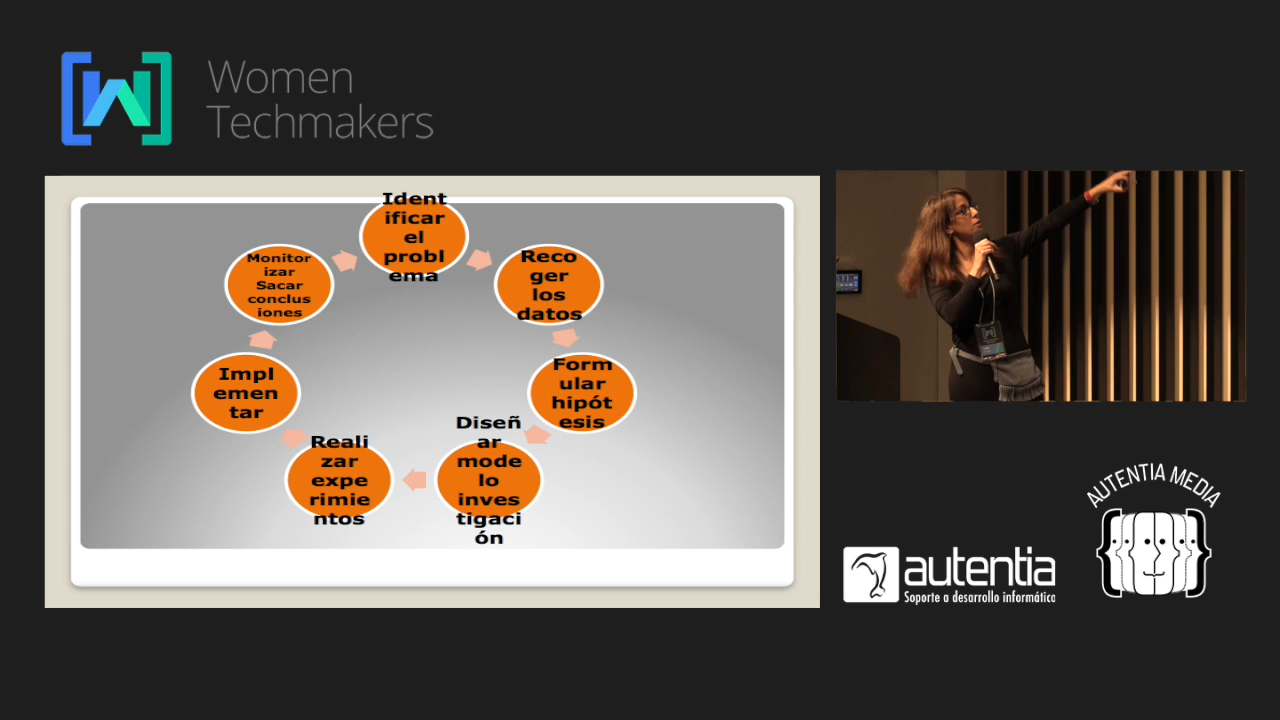 Women
Techmakers
Ident
ificar
el
probl
ema
Reco
ger
los
datos
Form
ular
hipót
esis
Diseñ
ar
mode
lo
inves
tigaci
ón
Reali
zar
expe
rimie
ntos
Impl
emen
tar
Monitor
izar
Sacar
conclus
iones
AUTENTIA MEDIA
autentia
Soporte a desarrollo informático